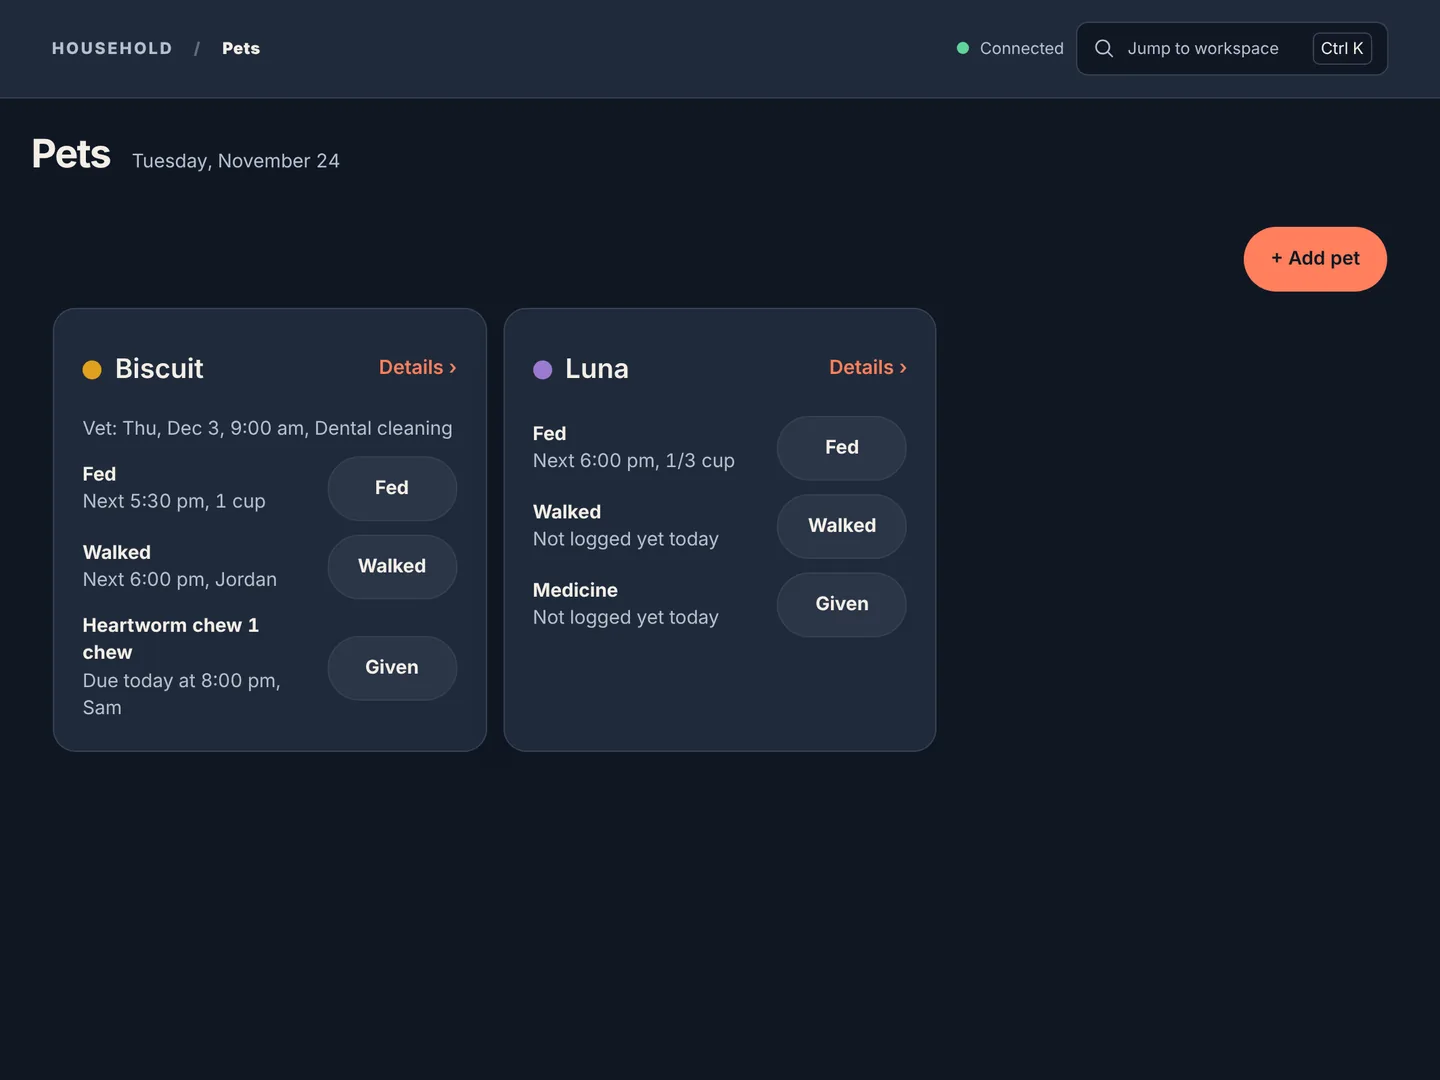 HOUSEHOLD / Pets
Connected
Jump to workspace
Ctrl K
Pets
Tuesday, November 24
+ Add pet
Biscuit
Details ›
Vet: Thu, Dec 3, 9:00 am, Dental cleaning
Fed
Next 5:30 pm, 1 cup
Fed
Walked
Next 6:00 pm, Jordan
Walked
Heartworm chew 1
chew
Due today at 8:00 pm,
Sam
Given
Luna
Details ›
Fed
Next 6:00 pm, 1/3 cup
Fed
Walked
Not logged yet today
Walked
Medicine
Not logged yet today
Given